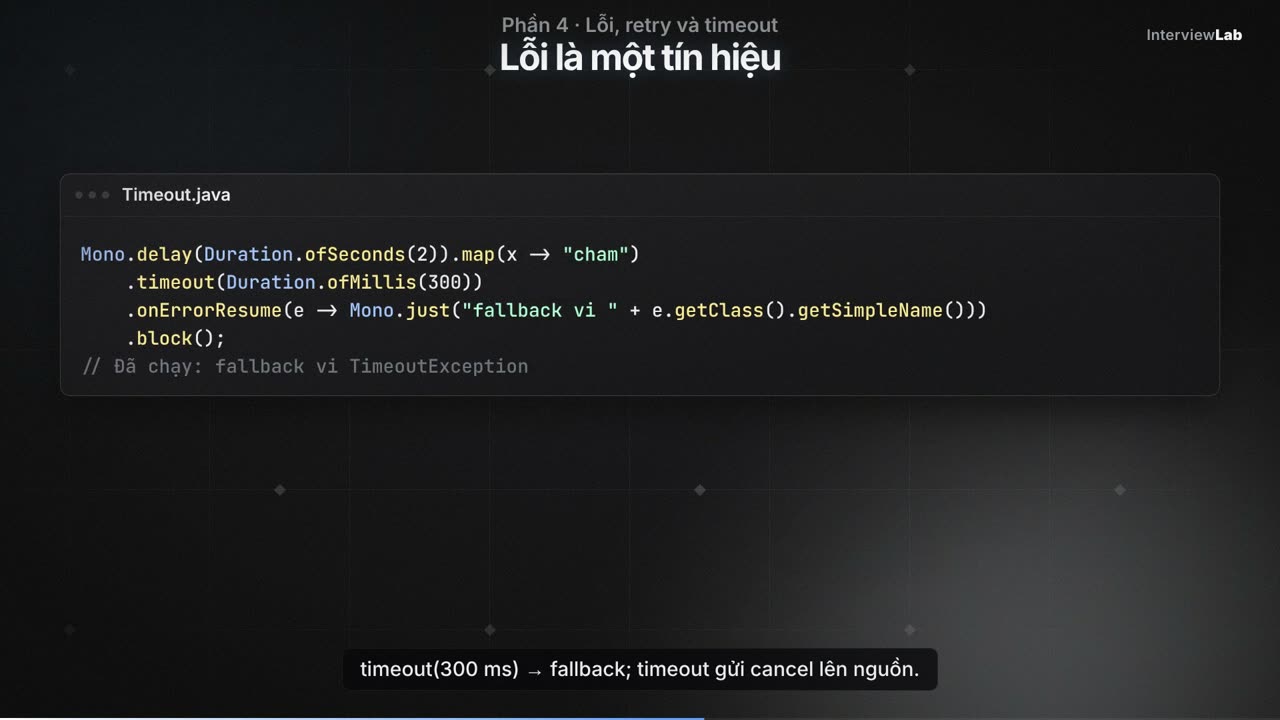 Phần 4 · Lỗi, retry và timeout
Lỗi là một tín hiệu
InterviewLab
Timeout.java
Mono.delay(Duration.ofSeconds(2)).map(x -> "cham")
.timeout(Duration.ofMillis(300))
.onErrorResume(e -> Mono.just("fallback vi " + e.getClass().getSimpleName()))
.block();
// Đã chạy: fallback vi TimeoutException
timeout(300 ms) → fallback; timeout gửi cancel lên nguồn.